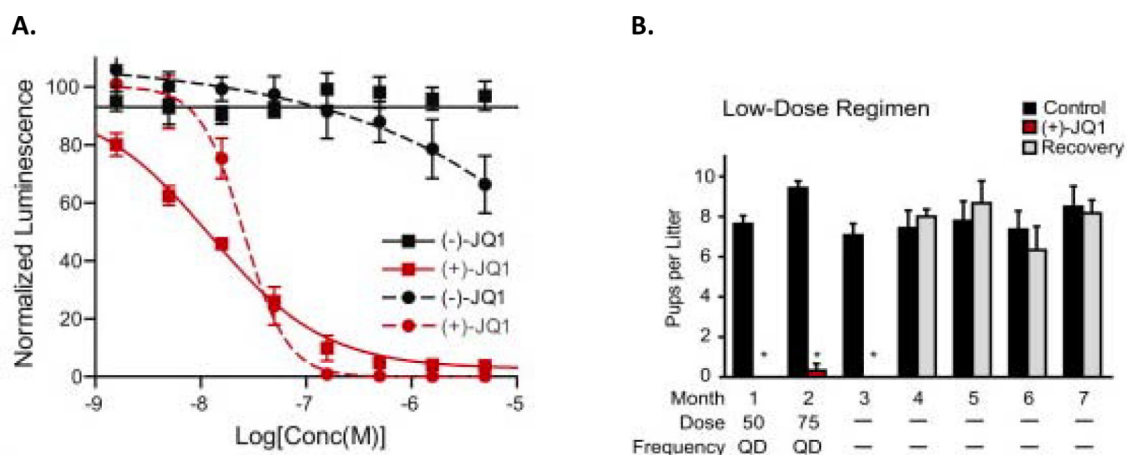 A.
Normalized Luminescence
100
80
60
40
20
0
-9
-8
-7
-6
-5
Log[Conc(M)]
(-)-JQ1
(+)-JQ1
(-)-JQ1
(+)-JQ1
B.
Low-Dose Regimen
Control
(+)-JQ1
Recovery
Pups per Litter
10
8
6
4
2
0
* * *
Month 1 2 3 4 5 6 7
Dose 50 75 — — — — —
Frequency QD QD — — — — —